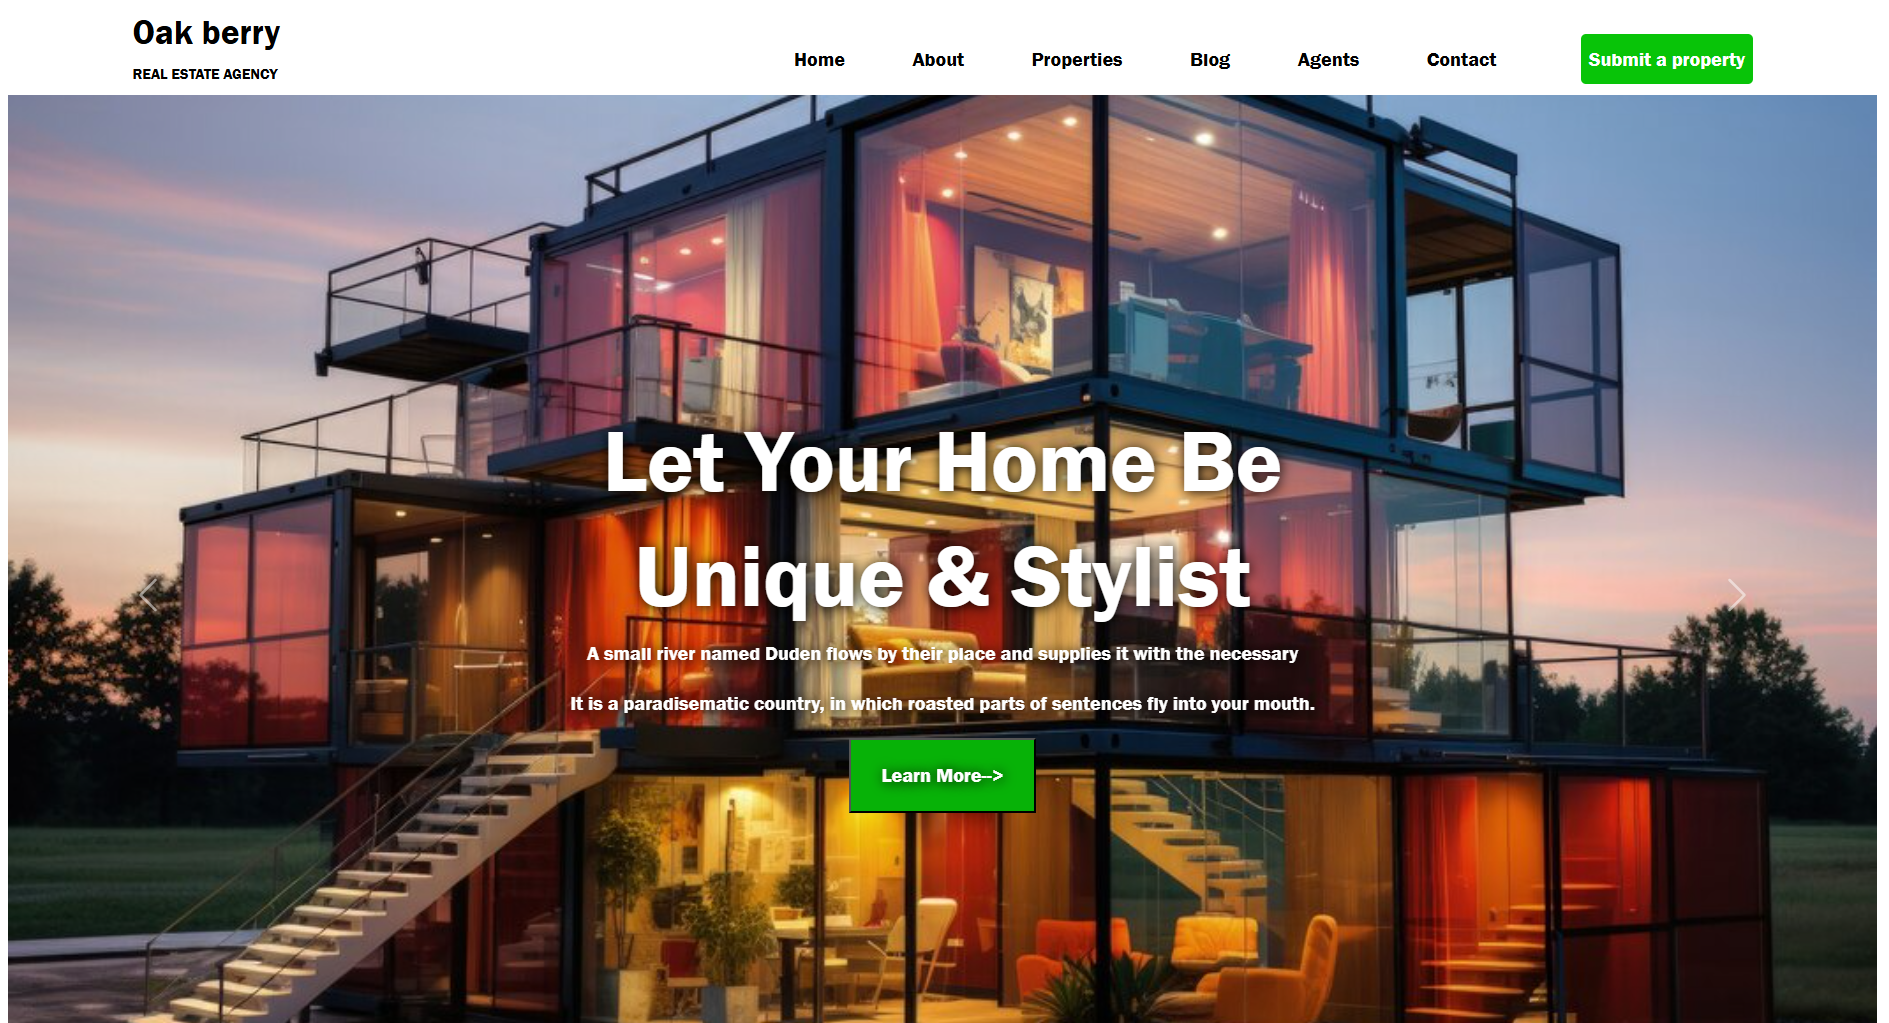 Oak berry
REAL ESTATE AGENCY
Home About Properties Blog Agents Contact Submit a property
Let Your Home Be
Unique & Stylist
A small river named Duden flows by their place and supplies it with the necessary
It is a paradisematic country, in which roasted parts of sentences fly into your mouth.
Learn More-->